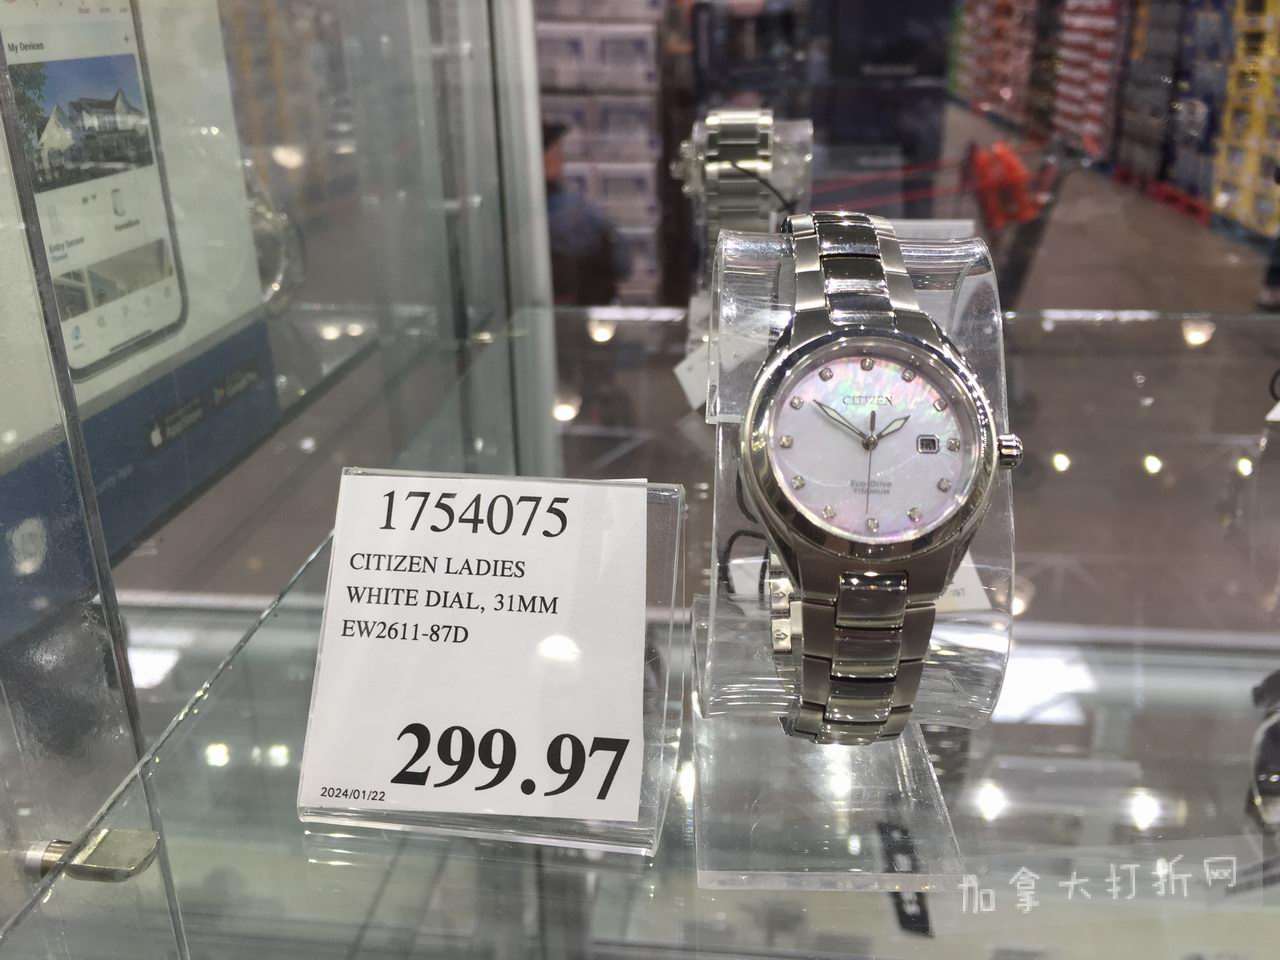 My Devices
1754075
CITIZEN LADIES
WHITE DIAL, 31MM
EW2611-87D
299.97
2024/01/22
CITIZEN
Eco-Drive
TITANIUM
加拿大打折网